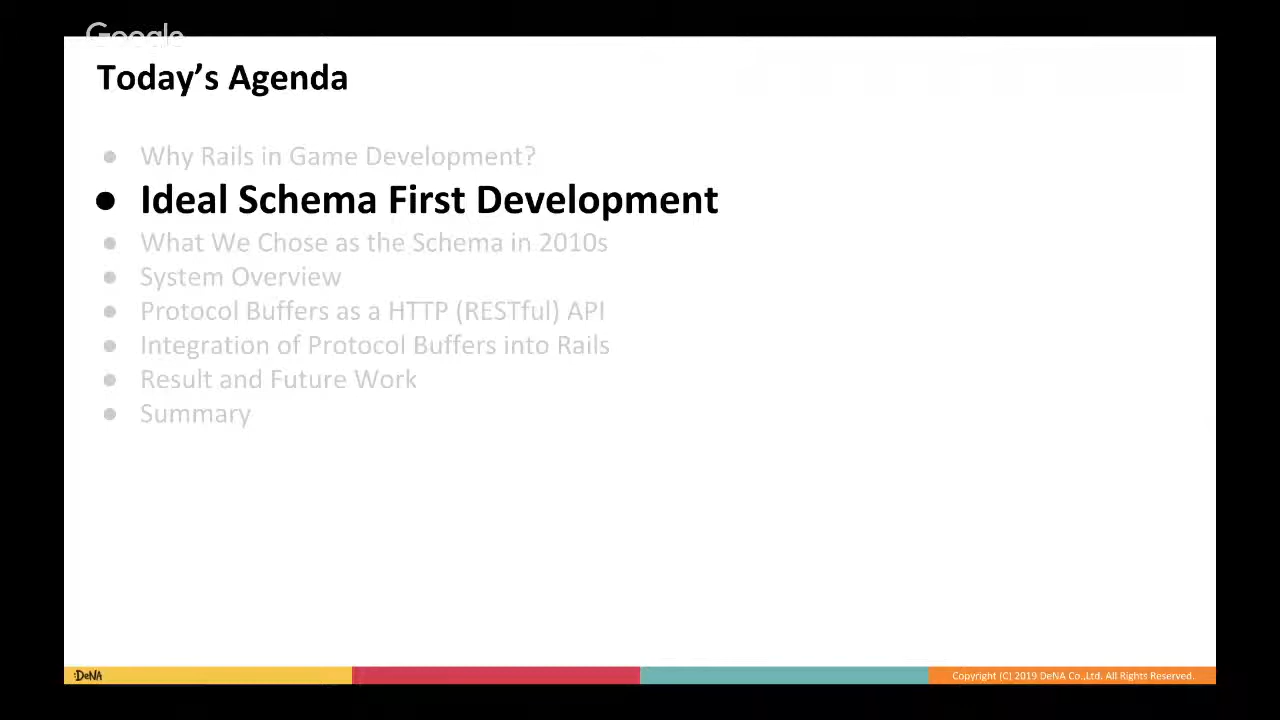 Google
Today's Agenda
● Why Rails in Game Development?
● Ideal Schema First Development
● What We Chose as the Schema in 2010s
● System Overview
● Protocol Buffers as a HTTP (RESTful) API
● Integration of Protocol Buffers into Rails
● Result and Future Work
● Summary
:DeNA
Copyright (C) 2019 DeNA Co.,Ltd. All Rights Reserved.